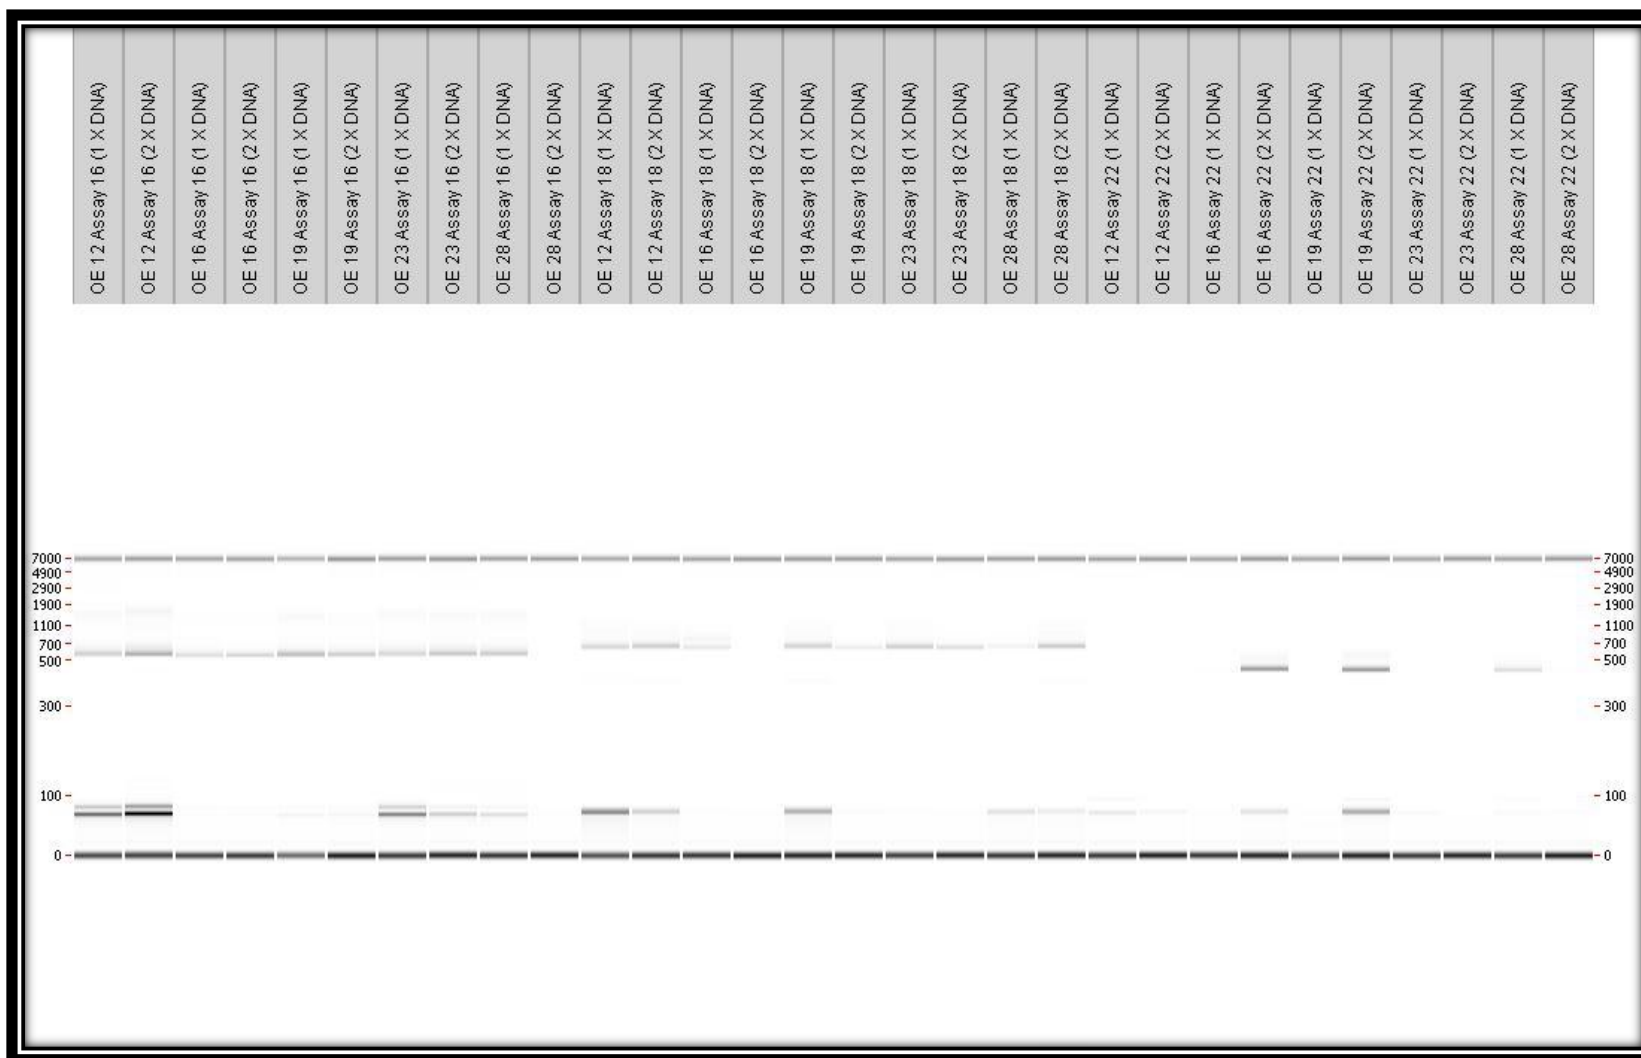 OE 12 Assay 16 (1 X DNA)
OE 12 Assay 16 (2 X DNA)
OE 16 Assay 16 (1 X DNA)
OE 16 Assay 16 (2 X DNA)
OE 19 Assay 16 (1 X DNA)
OE 19 Assay 16 (2 X DNA)
OE 23 Assay 16 (1 X DNA)
OE 23 Assay 16 (2 X DNA)
OE 28 Assay 16 (1 X DNA)
OE 28 Assay 16 (2 X DNA)
OE 12 Assay 18 (1 X DNA)
OE 12 Assay 18 (2 X DNA)
OE 16 Assay 18 (1 X DNA)
OE 16 Assay 18 (2 X DNA)
OE 19 Assay 18 (1 X DNA)
OE 19 Assay 18 (2 X DNA)
OE 23 Assay 18 (1 X DNA)
OE 23 Assay 18 (2 X DNA)
OE 28 Assay 18 (1 X DNA)
OE 28 Assay 18 (2 X DNA)
OE 12 Assay 22 (1 X DNA)
OE 12 Assay 22 (2 X DNA)
OE 16 Assay 22 (1 X DNA)
OE 16 Assay 22 (2 X DNA)
OE 19 Assay 22 (1 X DNA)
OE 19 Assay 22 (2 X DNA)
OE 23 Assay 22 (1 X DNA)
OE 23 Assay 22 (2 X DNA)
OE 28 Assay 22 (1 X DNA)
OE 28 Assay 22 (2 X DNA)
7000
4900
2900
1900
1100
700
500
300
100
0
7000
4900
2900
1900
1100
700
500
300
100
0